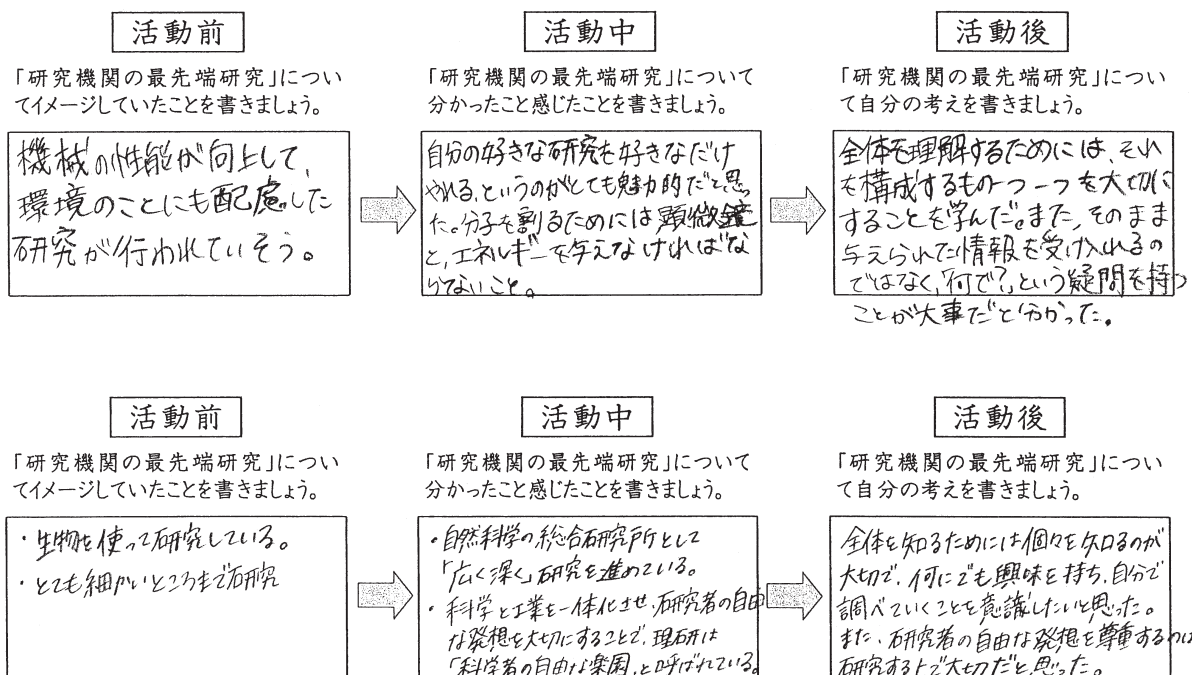 活動前
「研究機関の最先端研究」につい
てイメージしていたことを書きましょう。
機械の性能が向上して、
環境のことにも配慮した
研究が行われていそう。
活動中
「研究機関の最先端研究」について
分かったこと感じたことを書きましょう。
自分の好きな研究を好きなだけ
やれる、というのがとても魅力的だと思っ
た。分子を割るためには顕微鏡
と、エネルギーを与えなければな
らないこと。
活動後
「研究機関の最先端研究」につい
て自分の考えを書きましょう。
全体を理解するためには、それ
を構成するもの一つ一つを大切に
することを学んだ。また、そのまま
与えられた情報を受け入れるの
ではなく、「何で?」という疑問を持つ
ことが大事だと分かった。
活動前
「研究機関の最先端研究」につい
てイメージしていたことを書きましょう。
・生物を使って研究している。
・とても細かいところまで研究
活動中
「研究機関の最先端研究」について
分かったこと感じたことを書きましょう。
・自然科学の総合研究所として
「広く深く」研究を進めている。
・科学と工業を一体化させ、研究者の自由
な発想を大切にすることで、理研は
「科学者の自由な楽園」と呼ばれている。
活動後
「研究機関の最先端研究」につい
て自分の考えを書きましょう。
全体を知るためには個々を知るのが
大切で、何にでも興味を持ち、自分で
調べていくことを意識したいと思った。
また、研究者の自由な発想を尊重するのは
研究する上で大切だと思った。